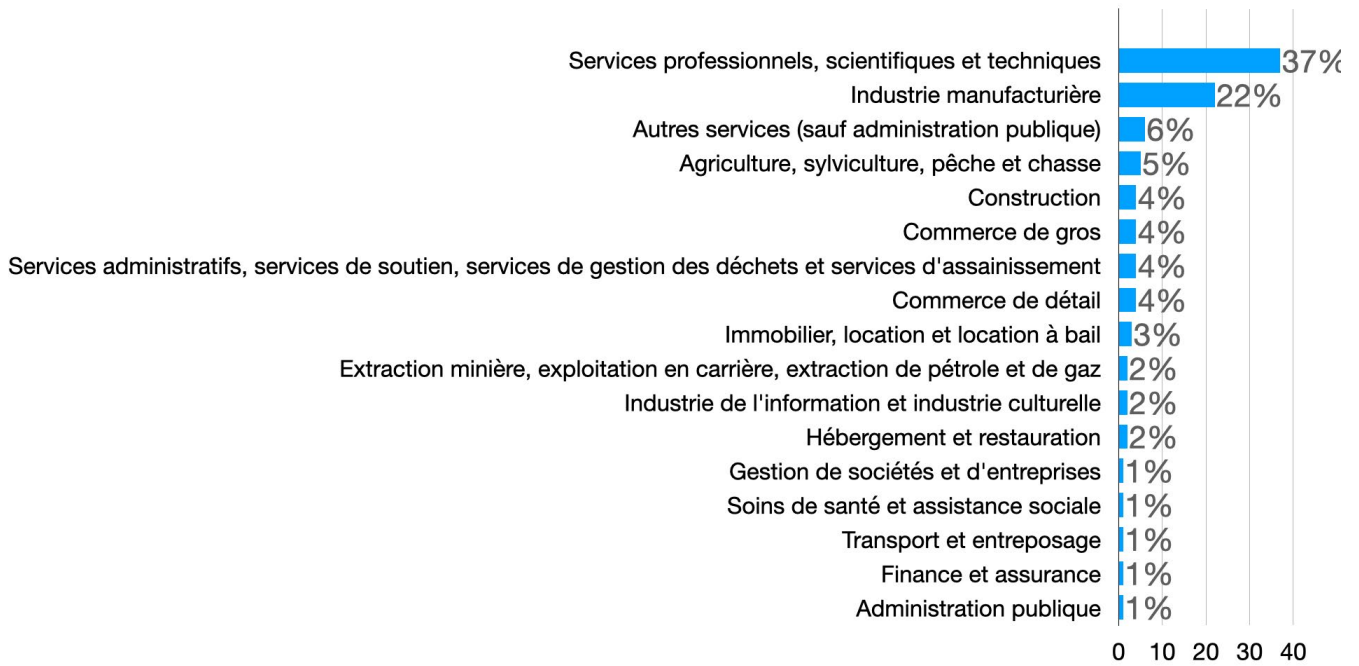 Services professionnels, scientifiques et techniques 37%
Industrie manufacturière 22%
Autres services (sauf administration publique) 6%
Agriculture, sylviculture, pêche et chasse 5%
Construction 4%
Commerce de gros 4%
Services administratifs, services de soutien, services de gestion des déchets et services d'assainissement 4%
Commerce de détail 4%
Immobilier, location et location à bail 3%
Extraction minière, exploitation en carrière, extraction de pétrole et de gaz 2%
Industrie de l'information et industrie culturelle 2%
Hébergement et restauration 2%
Gestion de sociétés et d'entreprises 1%
Soins de santé et assistance sociale 1%
Transport et entreposage 1%
Finance et assurance 1%
Administration publique 1%
0 10 20 30 40